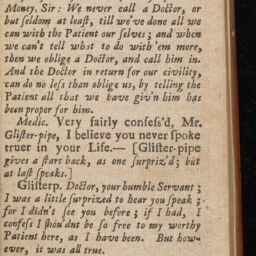 Money. Sir: We never call a Doctor, or
but ſeldom at leaſt, till we've done all we
can with the Patient our ſelves; and when
we can't tell what to do with 'em more,
then we oblige a Doctor, and call him in.
And the Doctor in return for our civility,
can do no leſs than oblige us, by telling the
Patient all that we have giv'n him has
been proper for him.
Medic. Very fairly confeſs'd, Mr.
Gliſter-pipe, I believe you never ſpoke
truer in your Life.— [Gliſter-pipe
gives a ſtart back, as one ſurpriz'd; but
at laſt ſpeaks.]
Gliſterp. Doctor, your humble Servant;
I was a little ſurprized to hear you ſpeak;
for I didn't ſee you before; if I had, I
confeſs I ſhou'dnt be ſo free to my worthy
Patient here, as I have been. But how-
ever, it was all true.